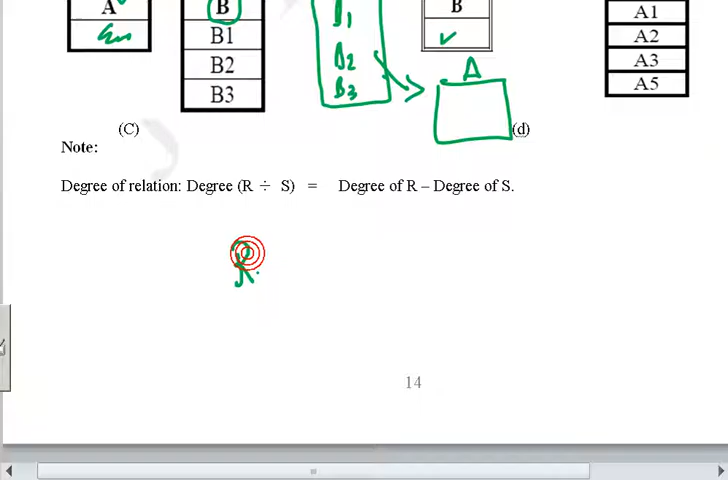 A
B
B1
B2
B3
B1
B2
B3
B
A
A1
A2
A3
A5
(C)
(d)
Note:
Degree of relation: Degree (R ÷ S) = Degree of R – Degree of S.
R
14